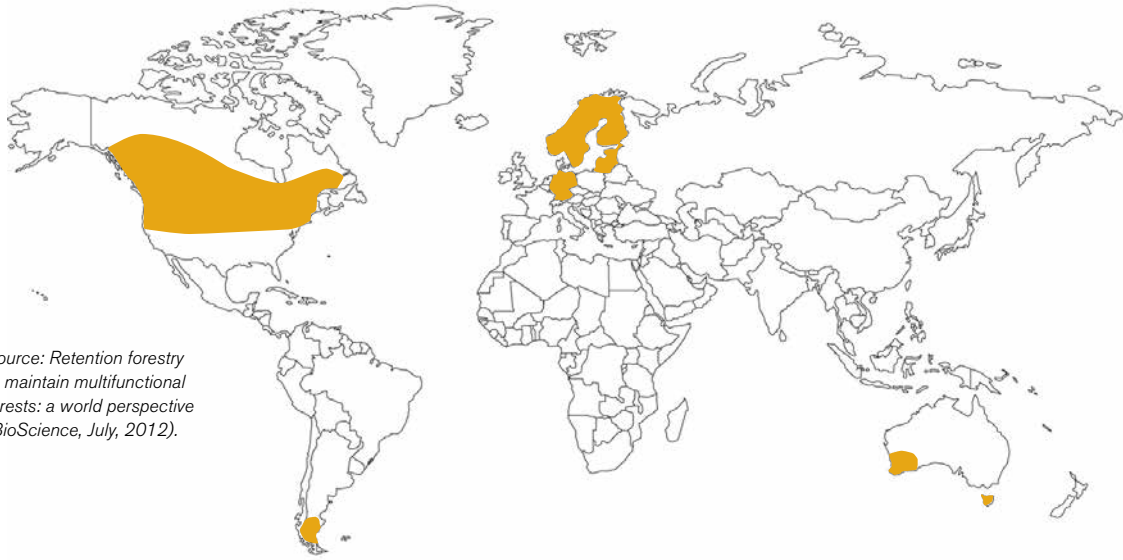 ource: Retention forestry
maintain multifunctional
rests: a world perspective
BioScience, July, 2012).